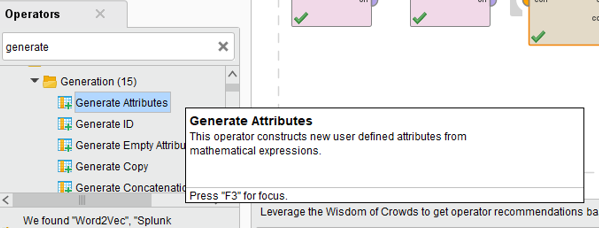 Operators
generate
Generation (15)
Generate Attributes
Generate ID
Generate Empty Attribu
Generate Copy
Generate Concatenation
We found "Word2Vec", "Splunk
Generate Attributes
This operator constructs new user defined attributes from
mathematical expressions.
Press "F3" for focus.
Leverage the Wisdom of Crowds to get operator recommendations ba